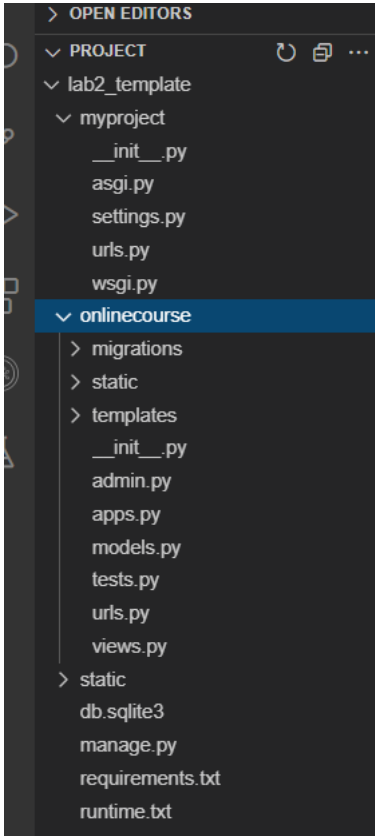 OPEN EDITORS
PROJECT
lab2_template
myproject
__init__.py
asgi.py
settings.py
urls.py
wsgi.py
onlinecourse
migrations
static
templates
__init__.py
admin.py
apps.py
models.py
tests.py
urls.py
views.py
static
db.sqlite3
manage.py
requirements.txt
runtime.txt